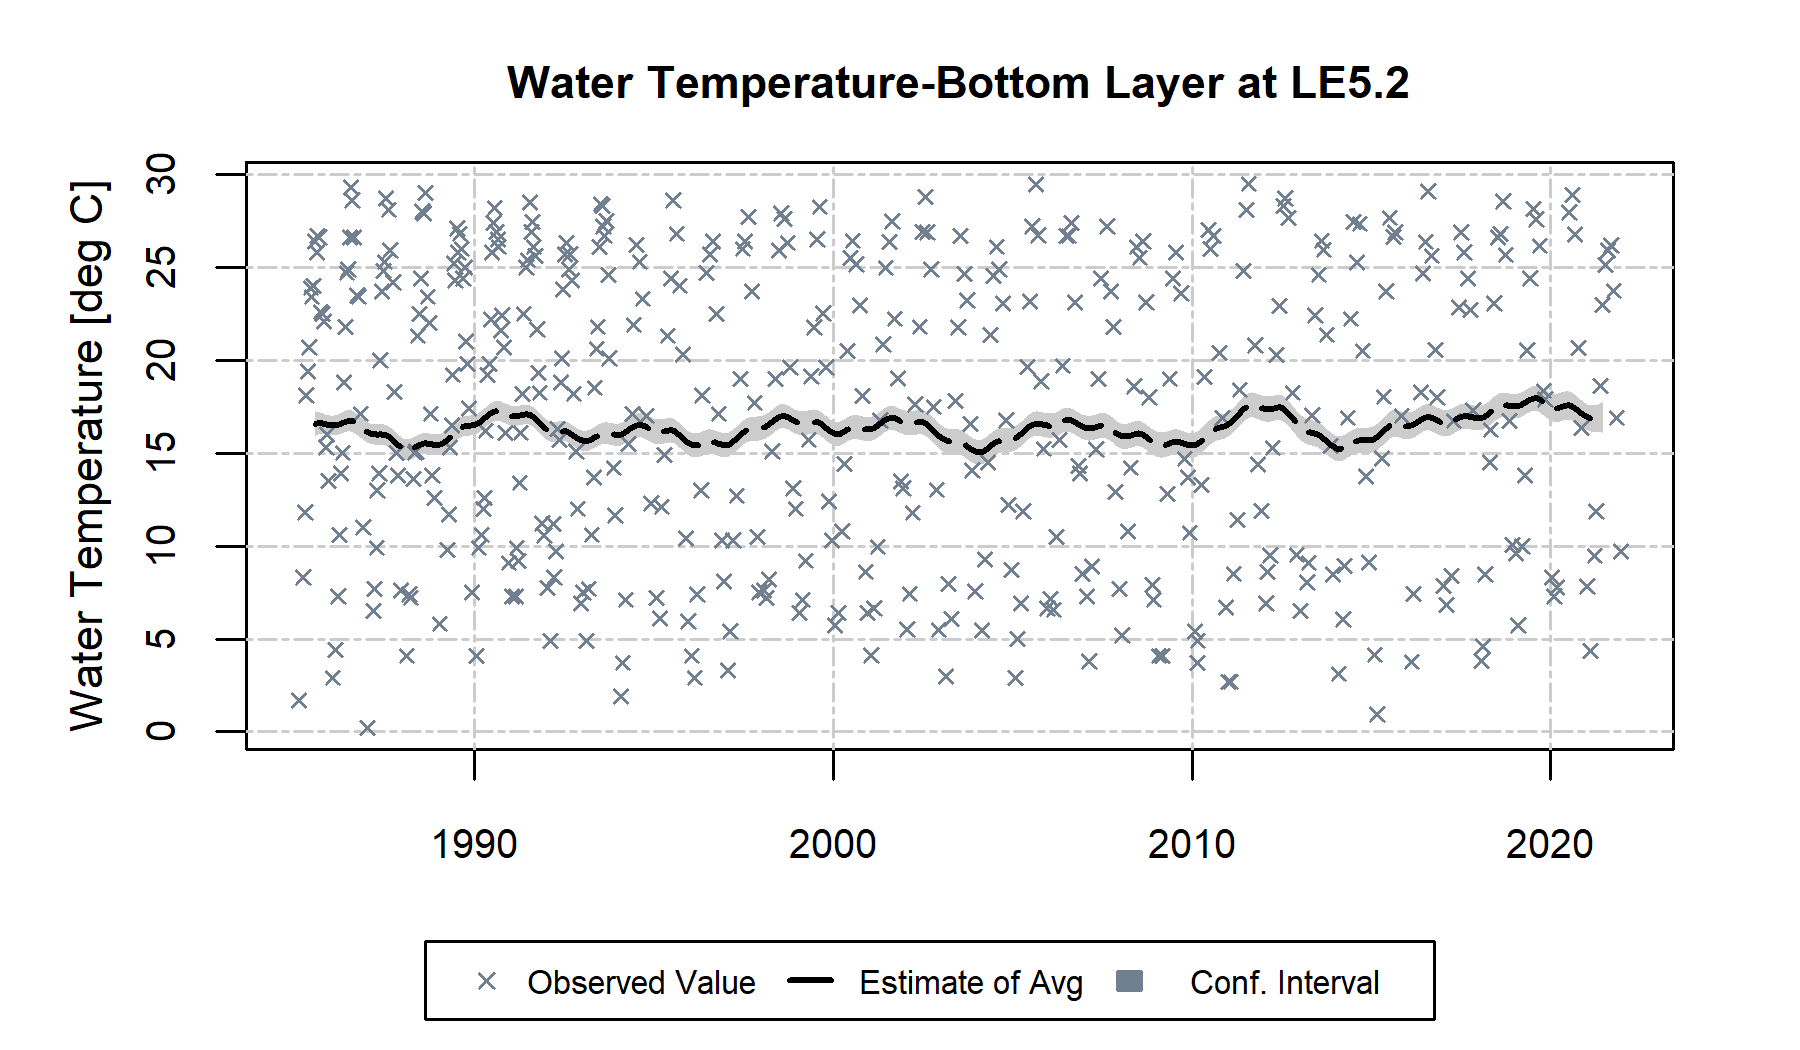 Water Temperature-Bottom Layer at LE5.2
Water Temperature [deg C]
30
25
20
15
10
5
0
1990 2000 2010 2020
Observed Value Estimate of Avg Conf. Interval